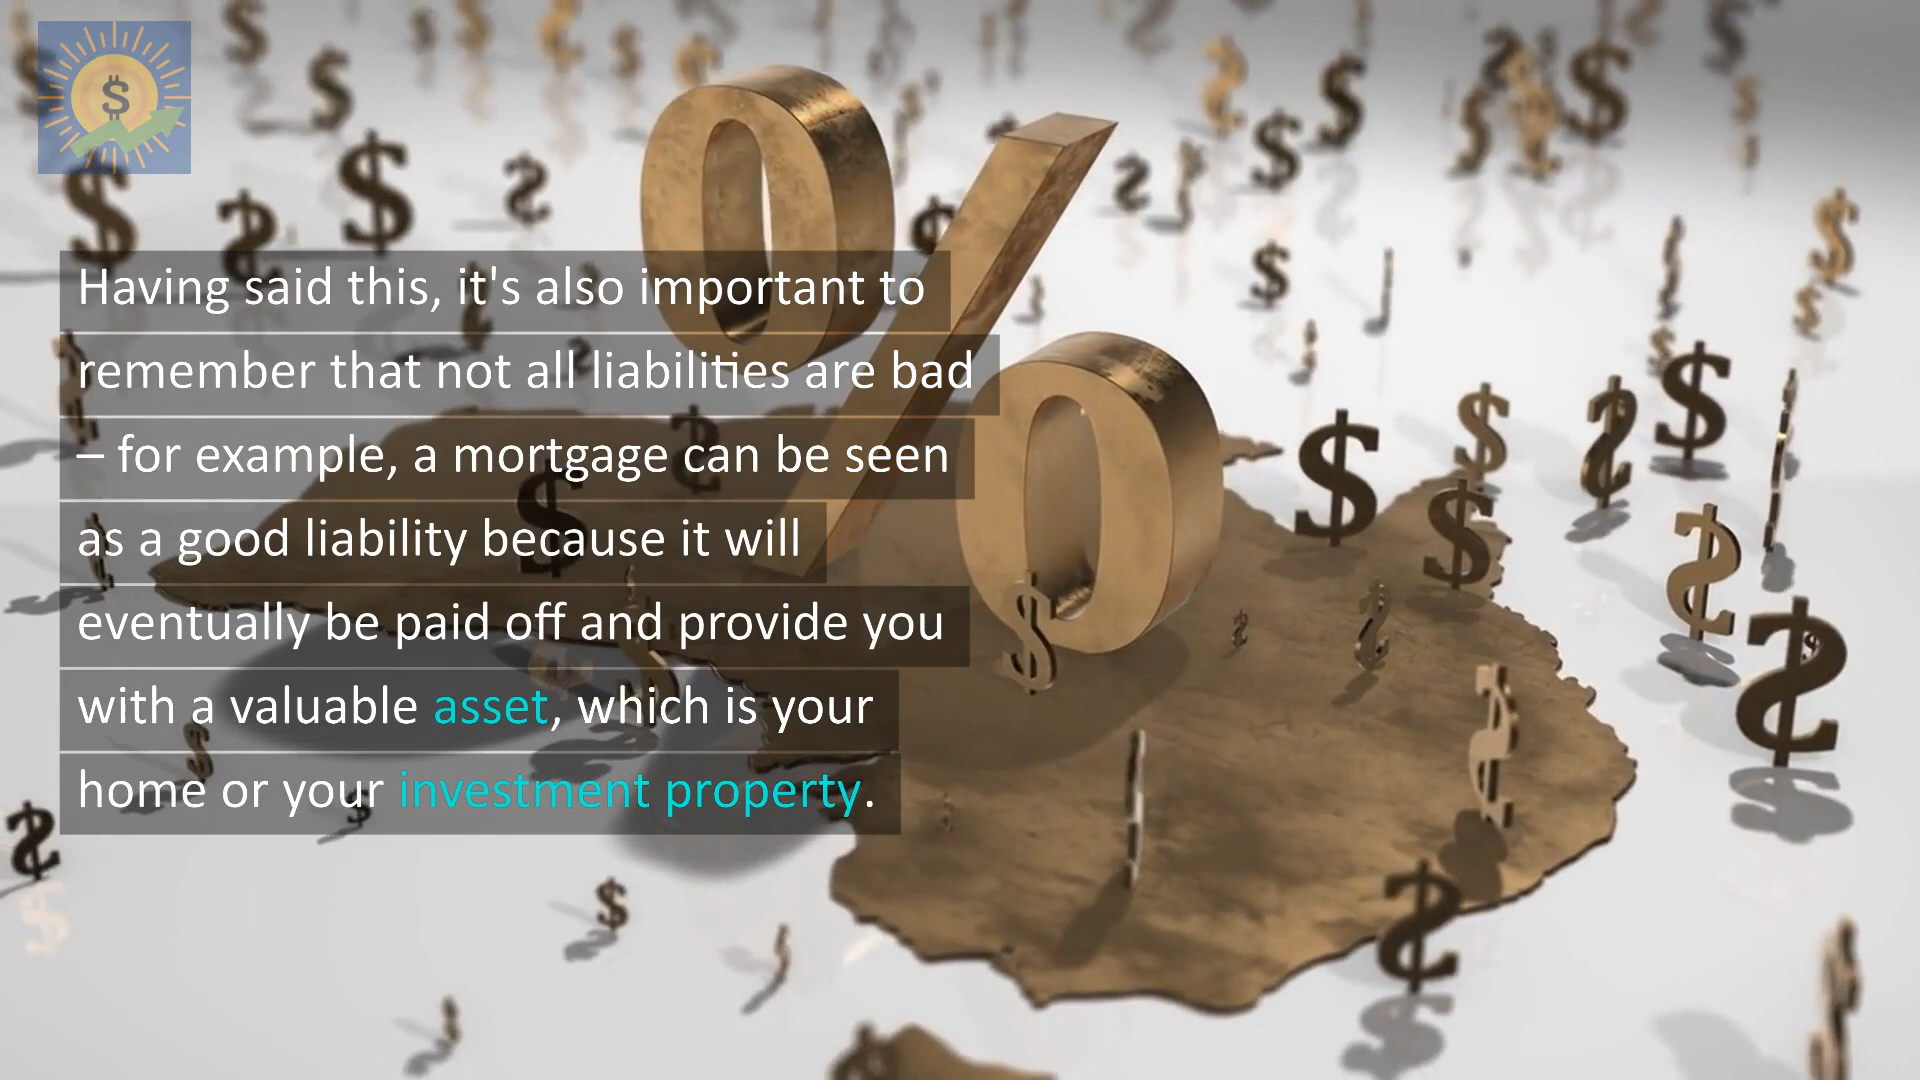 Having said this, it's also important to
remember that not all liabilities are bad
– for example, a mortgage can be seen
as a good liability because it will
eventually be paid off and provide you
with a valuable asset, which is your
home or your investment property.